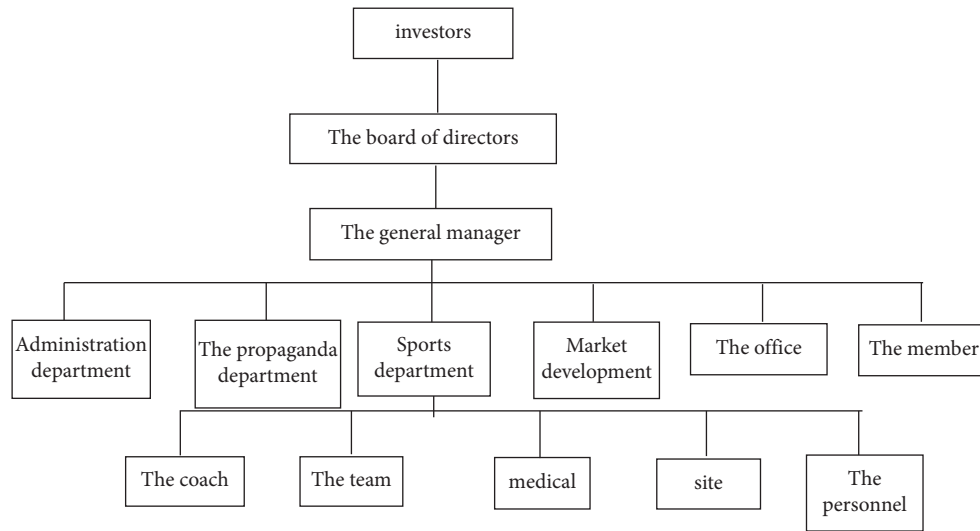 investors
The board of directors
The general manager
Administration
department
The propaganda
department
Sports
department
Market
development
The office
The member
The coach
The team
medical
site
The
personnel